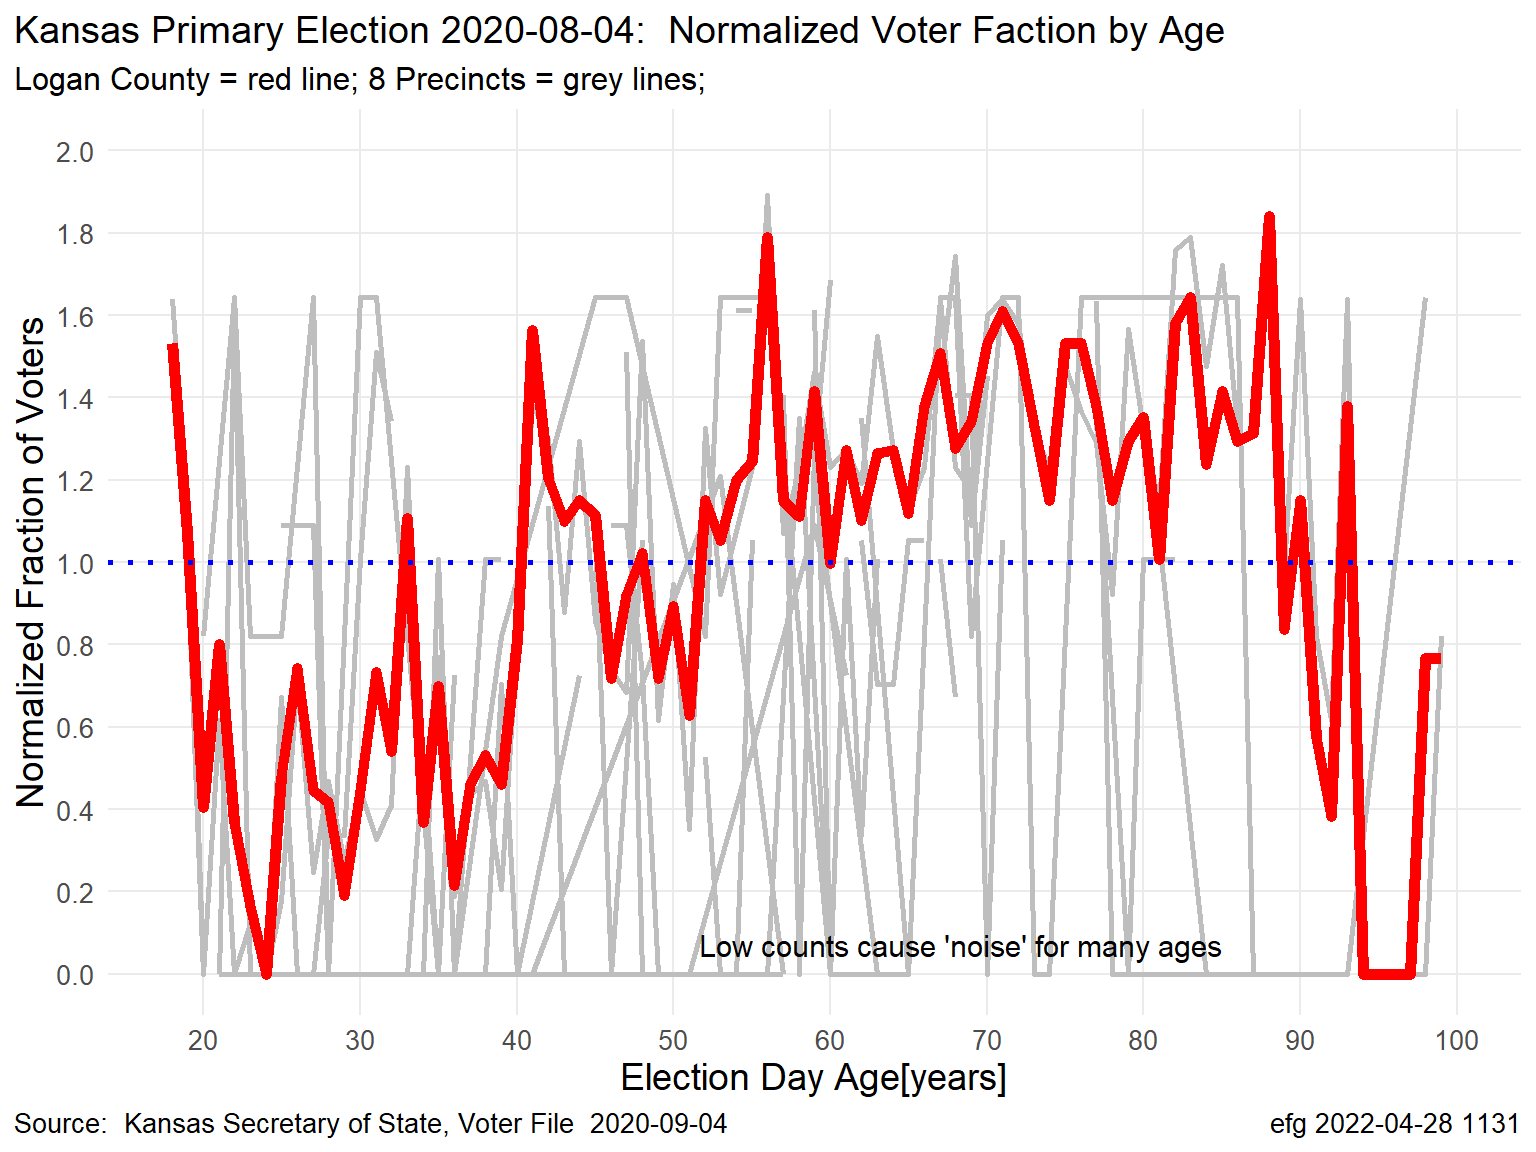 Kansas Primary Election 2020-08-04:  Normalized Voter Faction by Age
Logan County = red line; 8 Precincts = grey lines;
Normalized Fraction of Voters
2.0
1.8
1.6
1.4
1.2
1.0
0.8
0.6
0.4
0.2
0.0
Low counts cause 'noise' for many ages
20 30 40 50 60 70 80 90 100
Election Day Age[years]
Source:  Kansas Secretary of State, Voter File  2020-09-04
efg 2022-04-28 1131